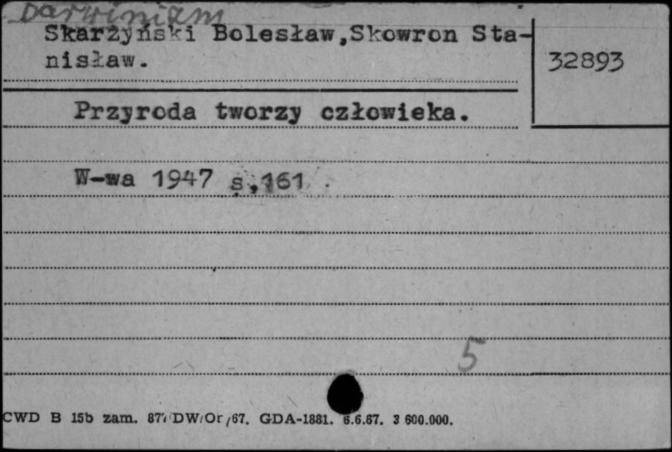 Darwinizm
Skarżyński Bolesław,Skowron Sta-
nisław.
32893
Przyroda tworzy człowieka.
W-wa 1947 s.161
5
CWD B 15b zam. 877/DW/Or/67. GDA-1881. 6.6.67. 3 600.000.